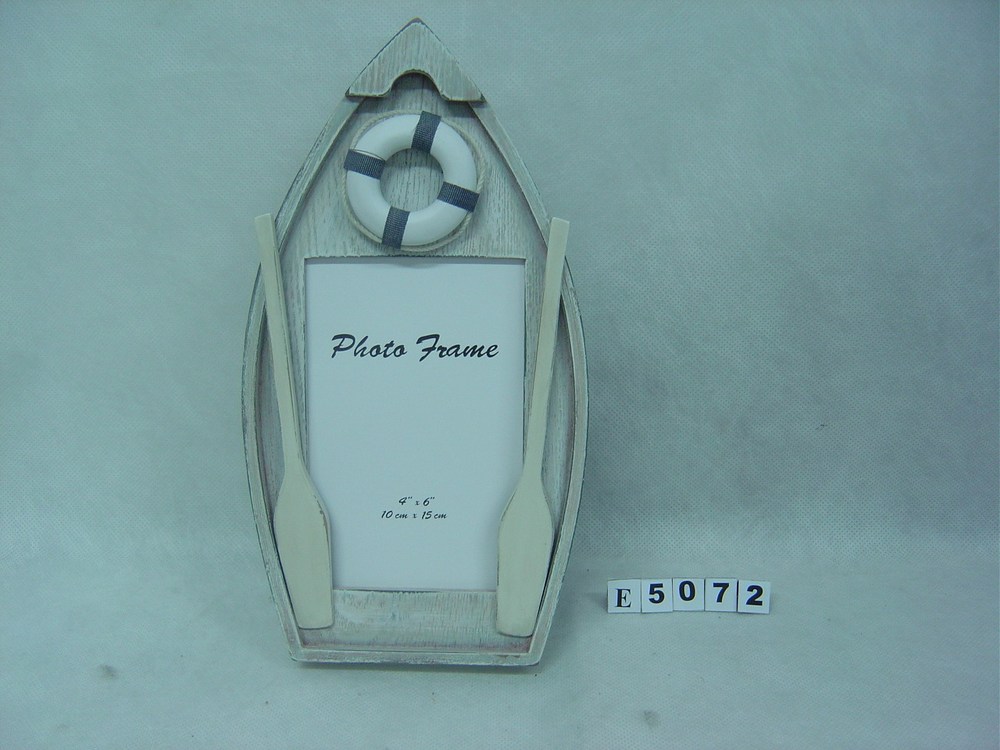 Photo Frame
4" x 6"
10 cm x 15 cm
E5072